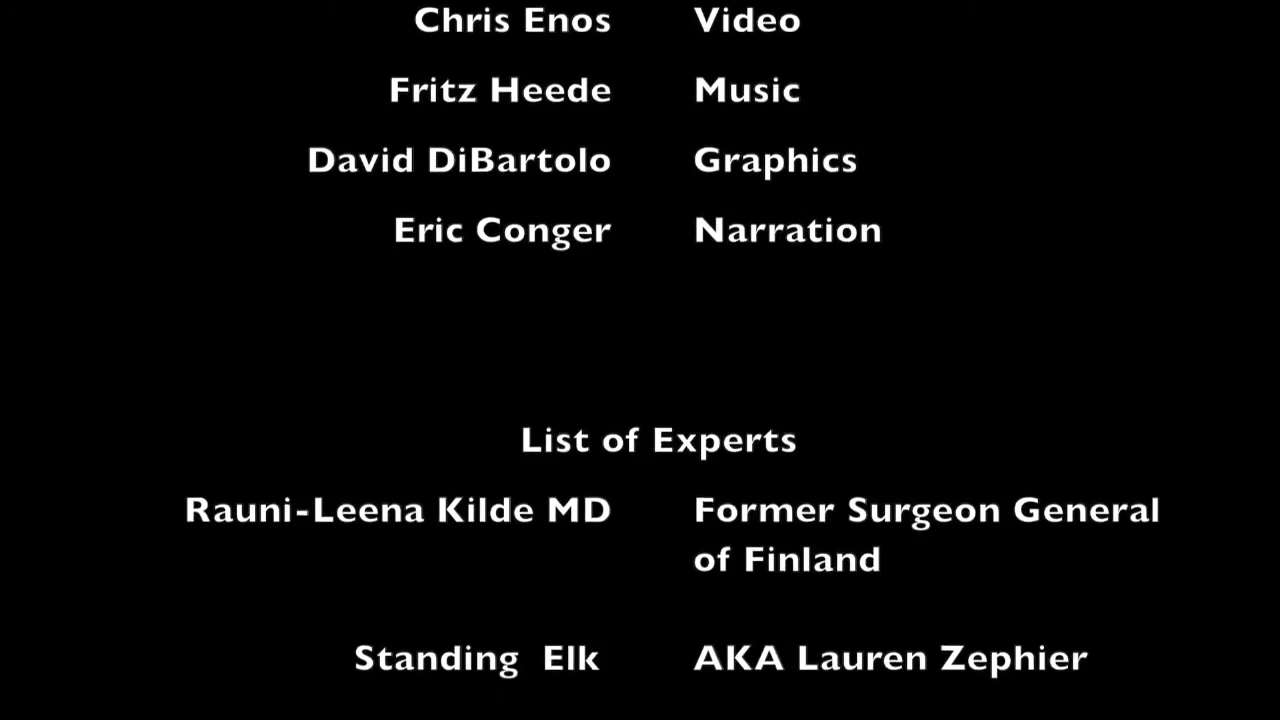 Chris Enos Video
Fritz Heede Music
David DiBartolo Graphics
Eric Conger Narration
List of Experts
Rauni-Leena Kilde MD Former Surgeon General
of Finland
Standing Elk AKA Lauren Zephier